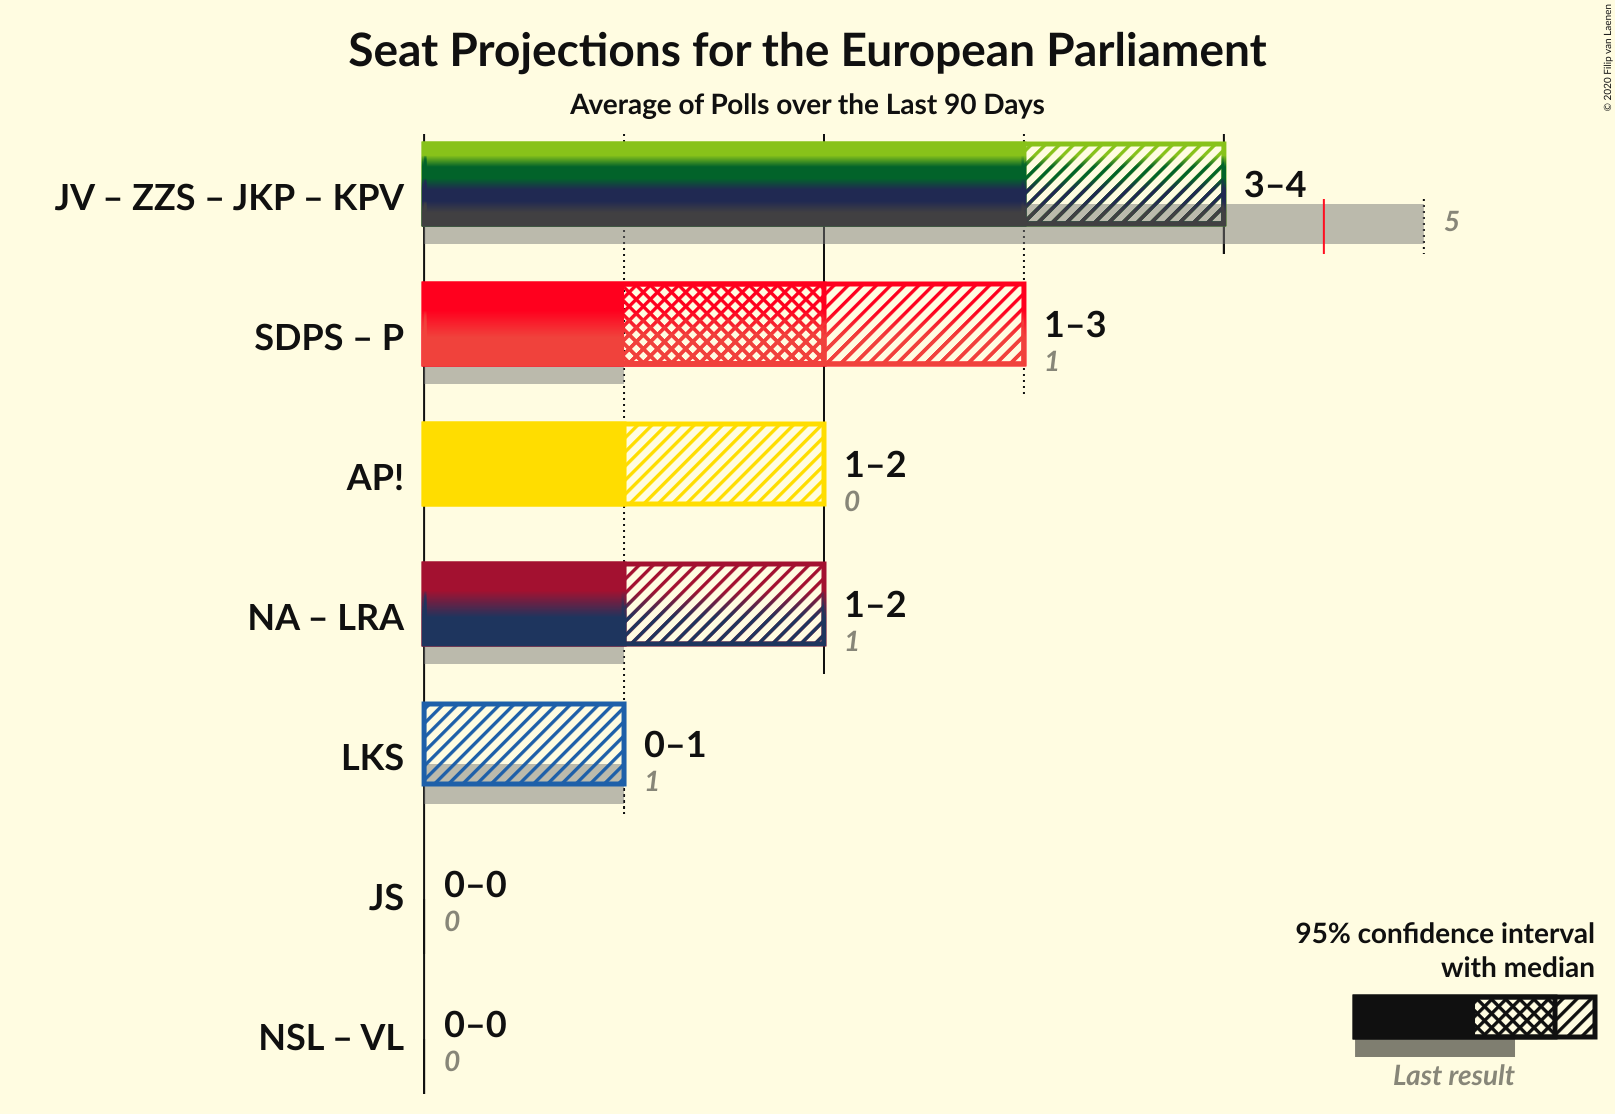 Seat Projections for the European Parliament
Average of Polls over the Last 90 Days
© 2020 Filip van Laenen
JV – ZZS – JKP – KPV
3–4
5
SDPS – P
1–3
1
AP!
1–2
0
NA – LRA
1–2
1
LKS
0–1
1
JS
0–0
0
NSL – VL
0–0
0
95% confidence interval
with median
Last result